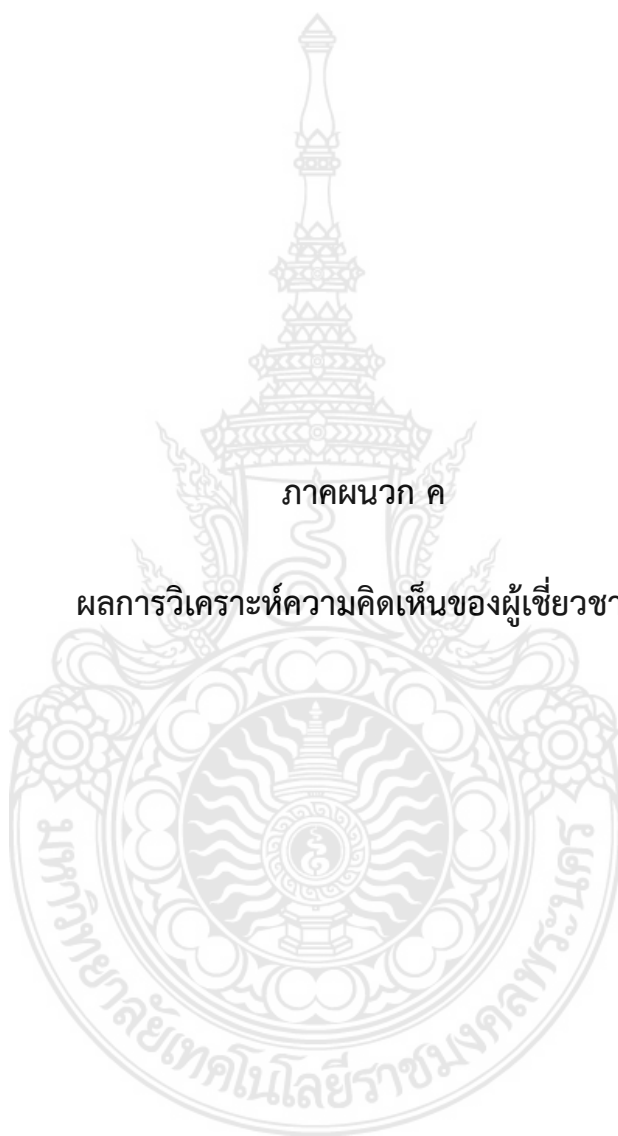 ภาคผนวก ค
ผลการวิเคราะห์ความคิดเห็นของผู้เชี่ยวชา
มหาวิทยาลัยเทคโนโลยีราชมงคลพระนคร